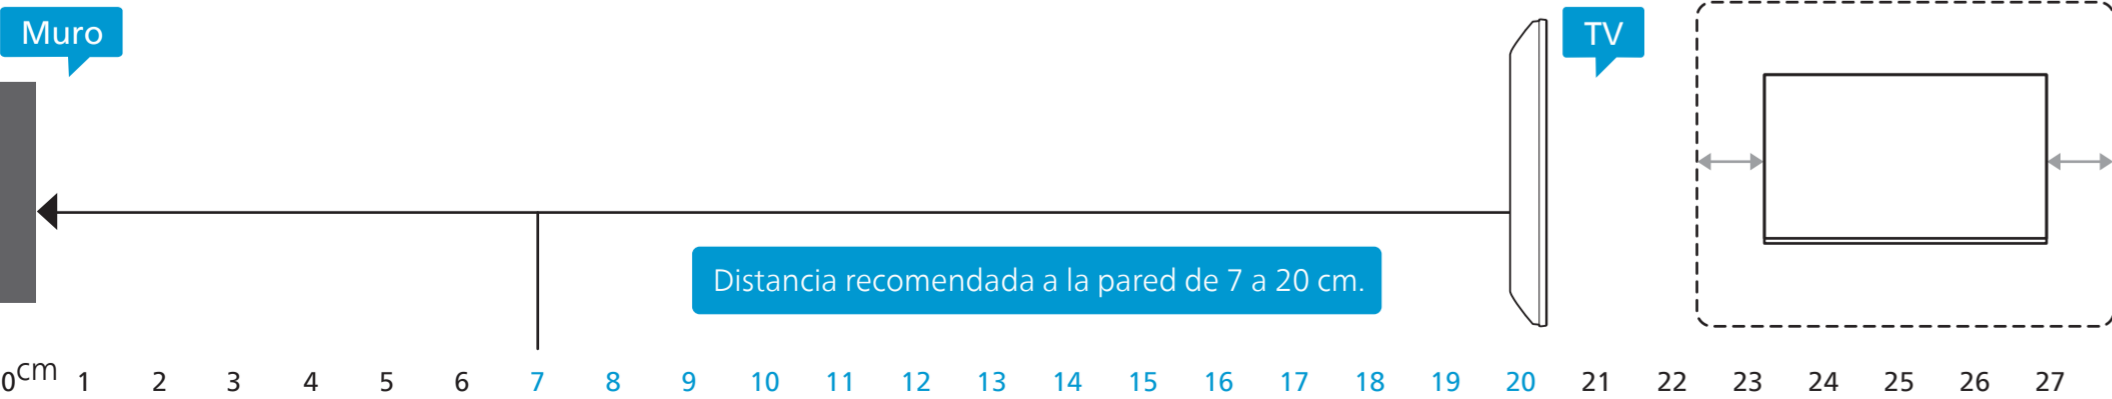 Muro
TV
Distancia recomendada a la pared de 7 a 20 cm.
0cm 1 2 3 4 5 6 7 8 9 10 11 12 13 14 15 16 17 18 19 20 21 22 23 24 25 26 27